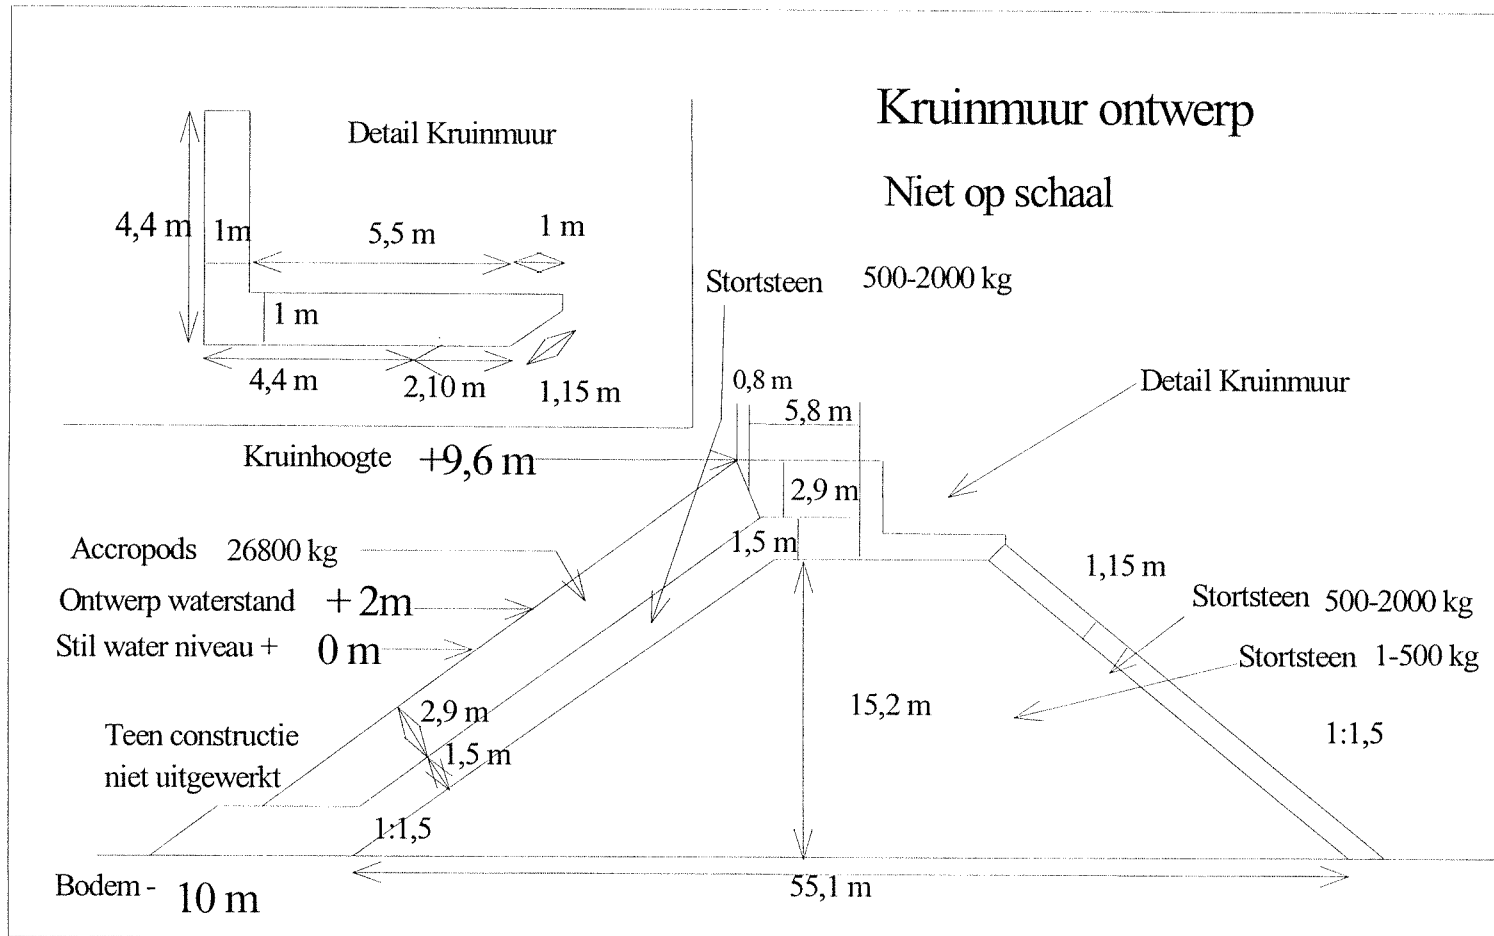 Kruinmuur ontwerp
Niet op schaal
Detail Kruinmuur
4,4 m
1m
5,5 m
1 m
1 m
4,4 m
2,10 m
1,15 m
Stortsteen 500-2000 kg
0,8 m
5,8 m
Detail Kruinmuur
Kruinhoogte +9,6 m
2,9 m
1,5 m
Accropods 26800 kg
Ontwerp waterstand + 2m
Stil water niveau + 0 m
1,15 m
Stortsteen 500-2000 kg
Stortsteen 1-500 kg
2,9 m
1,5 m
15,2 m
1:1,5
Teen constructie
niet uitgewerkt
1:1,5
Bodem - 10 m
55,1 m